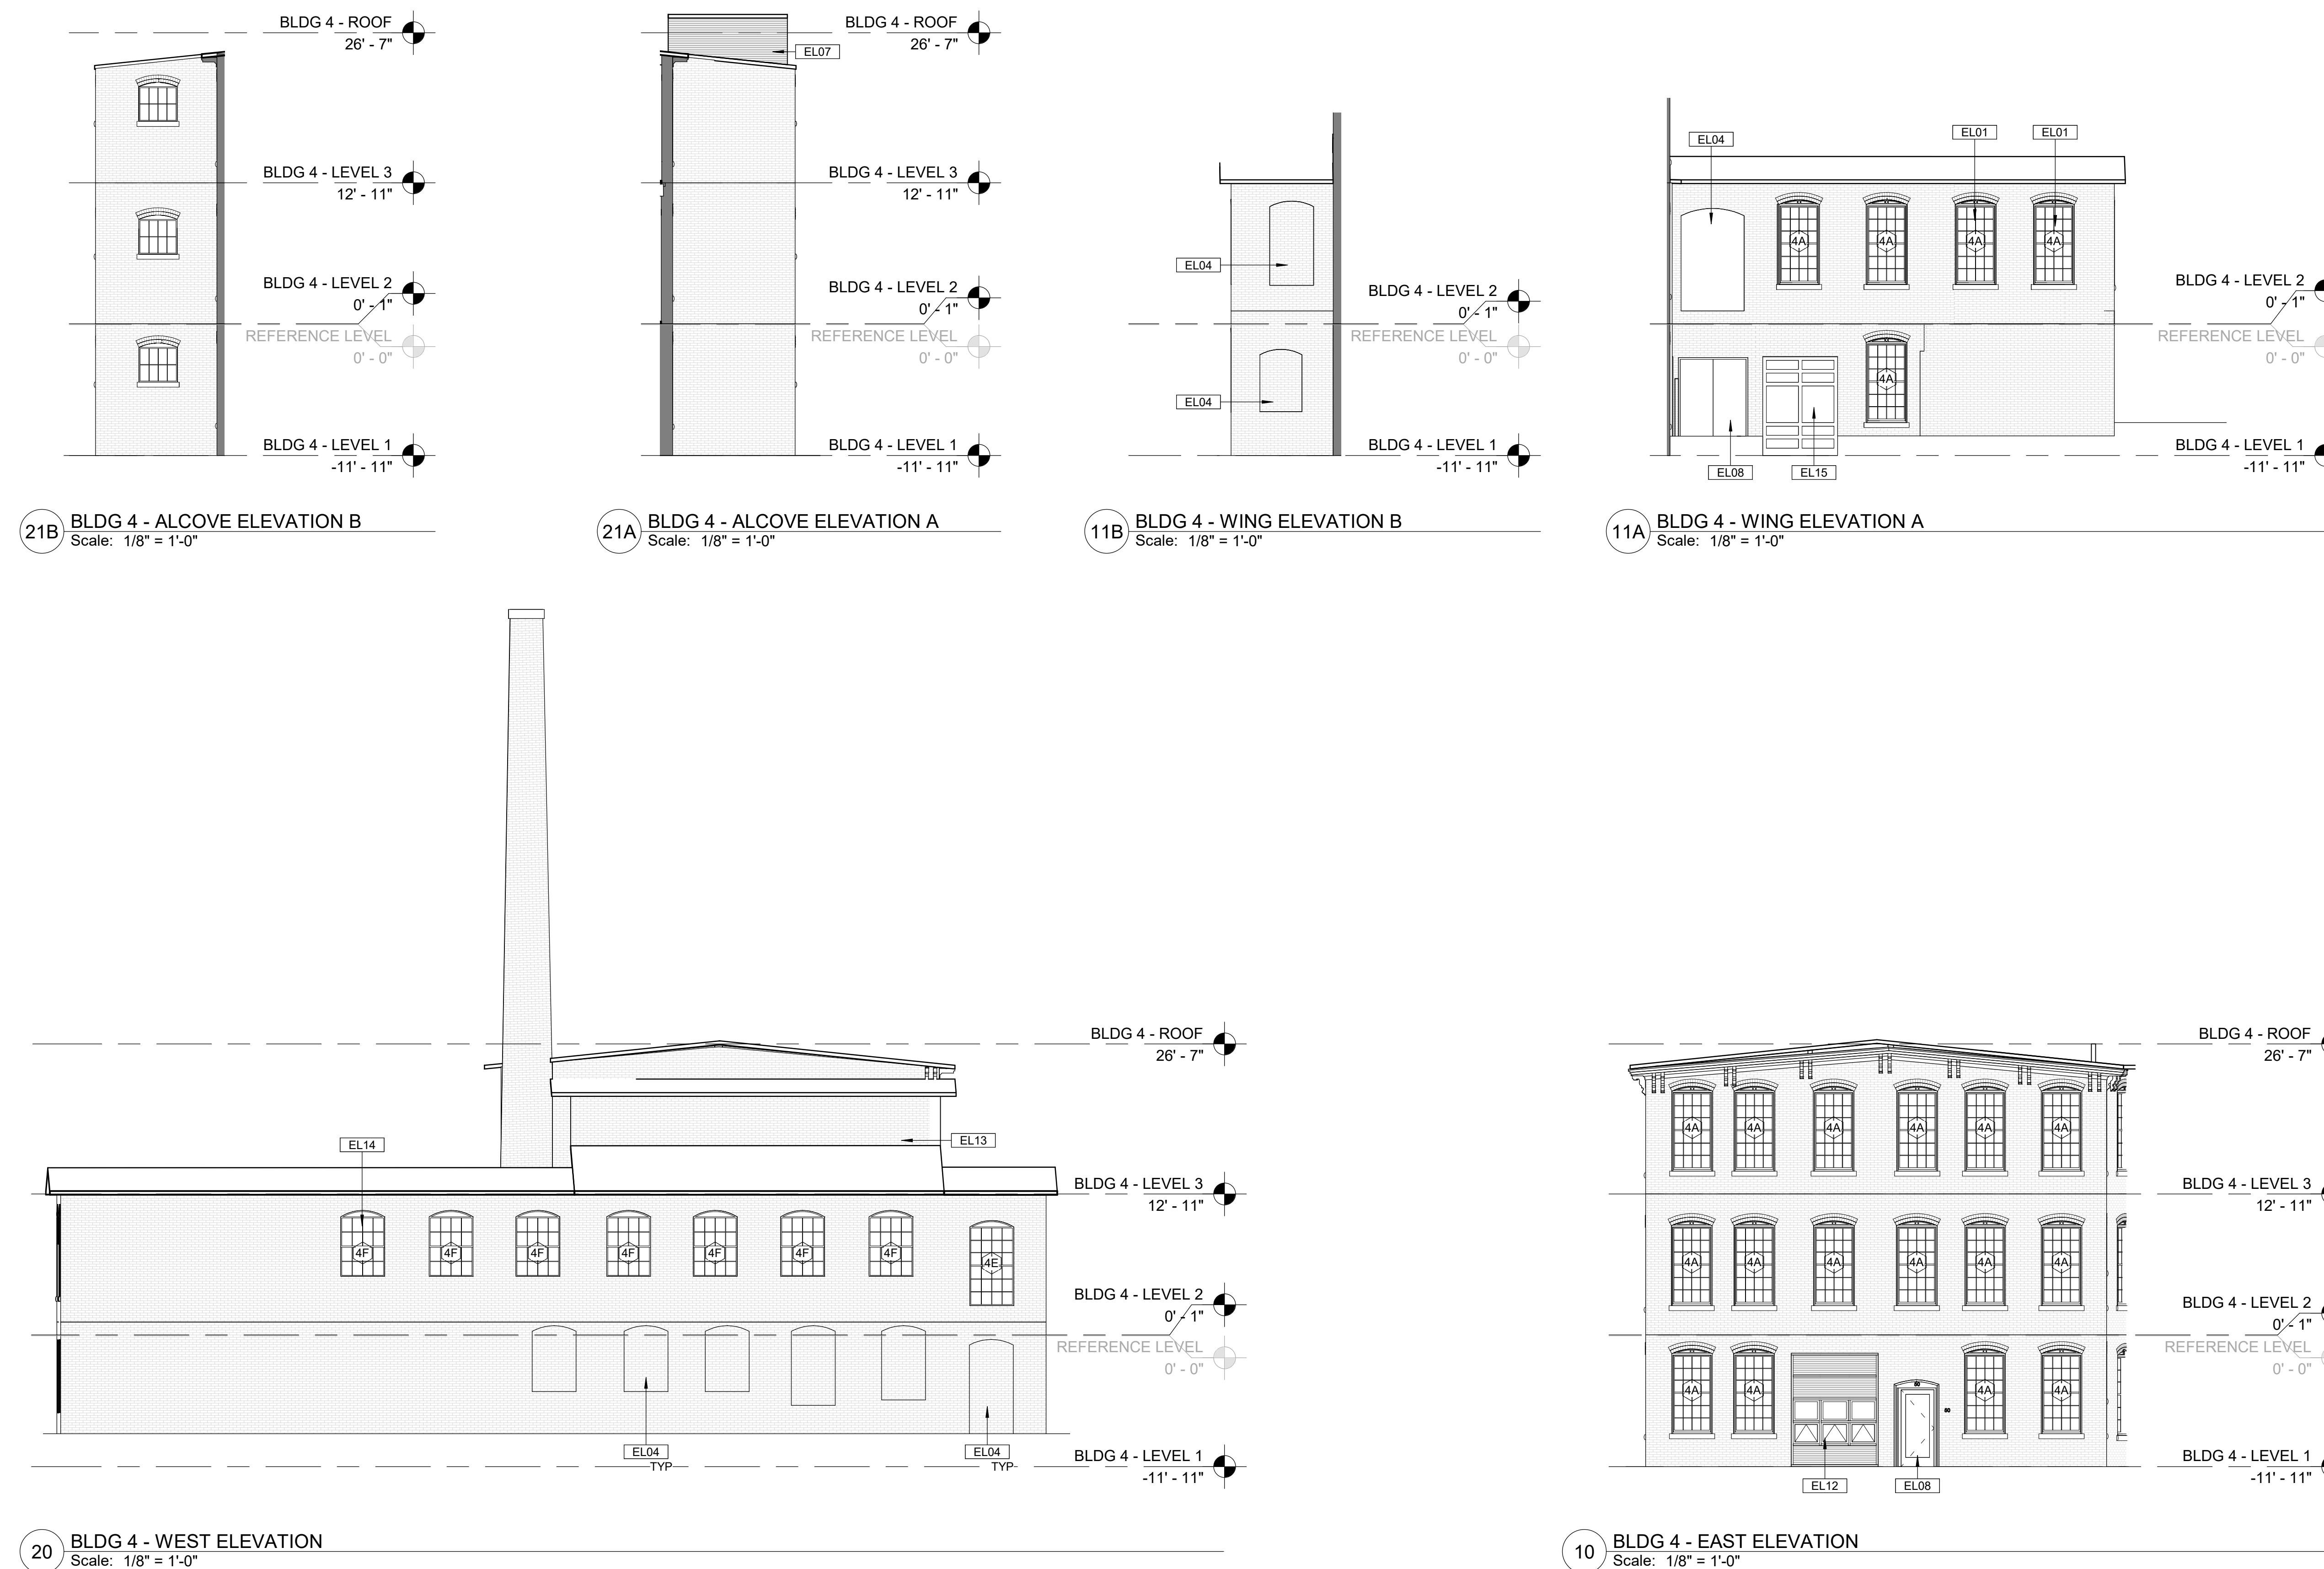 BLDG 4 - ROOF
26' - 7"
BLDG 4 - LEVEL 3
12' - 11"
BLDG 4 - LEVEL 2
0' - 1"
REFERENCE LEVEL
0' - 0"
BLDG 4 - LEVEL 1
-11' - 11"
21B
BLDG 4 - ALCOVE ELEVATION B
Scale: 1/8" = 1'-0"
BLDG 4 - ROOF
26' - 7"
EL07
BLDG 4 - LEVEL 3
12' - 11"
BLDG 4 - LEVEL 2
0' - 1"
REFERENCE LEVEL
0' - 0"
BLDG 4 - LEVEL 1
-11' - 11"
21A
BLDG 4 - ALCOVE ELEVATION A
Scale: 1/8" = 1'-0"
EL04
BLDG 4 - LEVEL 2
0' - 1"
REFERENCE LEVEL
0' - 0"
EL04
BLDG 4 - LEVEL 1
-11' - 11"
11B
BLDG 4 - WING ELEVATION B
Scale: 1/8" = 1'-0"
EL04
EL01
EL01
4A
4A
4A
4A
BLDG 4 - LEVEL 2
0' - 1"
REFERENCE LEVEL
0' - 0"
4A
BLDG 4 - LEVEL 1
-11' - 11"
EL08
EL15
11A
BLDG 4 - WING ELEVATION A
Scale: 1/8" = 1'-0"
BLDG 4 - ROOF
26' - 7"
EL14
EL13
BLDG 4 - LEVEL 3
12' - 11"
4F
4F
4F
4F
4F
4F
4F
4E
BLDG 4 - LEVEL 2
0' - 1"
REFERENCE LEVEL
0' - 0"
EL04
TYP
EL04
TYP
BLDG 4 - LEVEL 1
-11' - 11"
20
BLDG 4 - WEST ELEVATION
Scale: 1/8" = 1'-0"
BLDG 4 - ROOF
26' - 7"
4A
4A
4A
4A
4A
4A
BLDG 4 - LEVEL 3
12' - 11"
4A
4A
4A
4A
4A
4A
BLDG 4 - LEVEL 2
0' - 1"
REFERENCE LEVEL
0' - 0"
4A
4A
4A
4A
BLDG 4 - LEVEL 1
-11' - 11"
EL12
EL08
10
BLDG 4 - EAST ELEVATION
Scale: 1/8" = 1'-0"